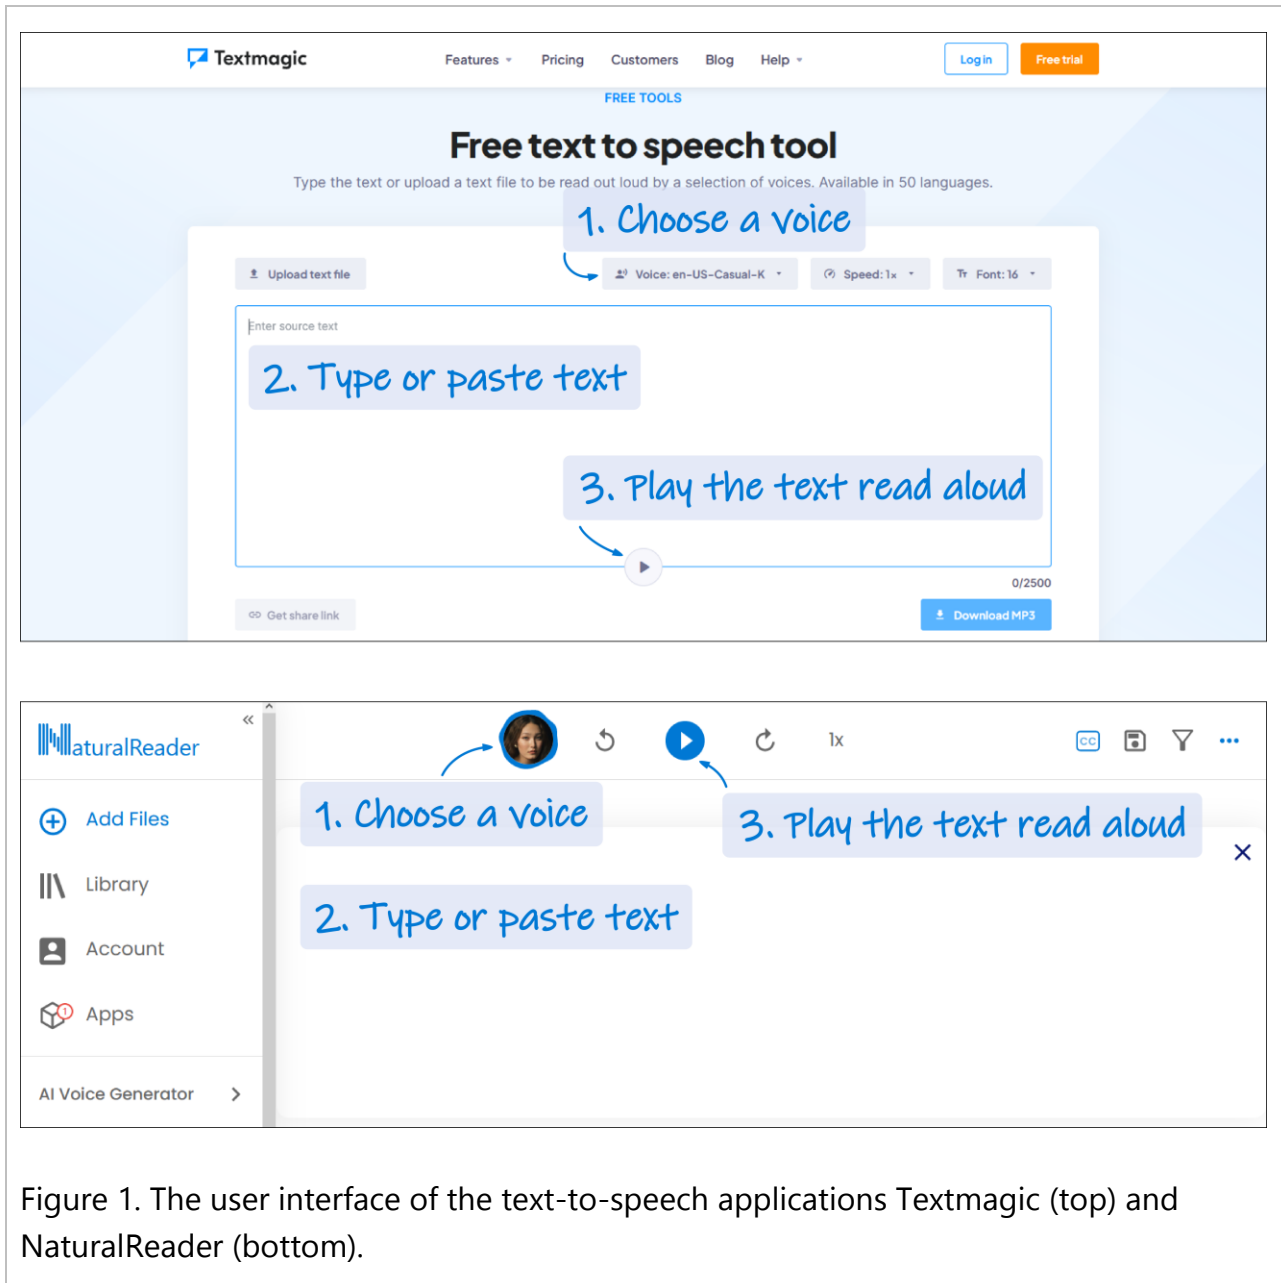 Textmagic
Features
Pricing
Customers
Blog
Help
Log in
Free trial
FREE TOOLS
Free text to speech tool
Type the text or upload a text file to be read out loud by a selection of voices. Available in 50 languages.
1. Choose a voice
Upload text file
Voice: en-US-Casual-K
Speed: 1x
Tr Font: 16
Enter source text
2. Type or paste text
3. Play the text read aloud
0/2500
Get share link
Download MP3
NaturalReader
1x
CC
1. Choose a voice
3. Play the text read aloud
2. Type or paste text
Add Files
Library
Account
1
Apps
AI Voice Generator
Figure 1. The user interface of the text-to-speech applications Textmagic (top) and
NaturalReader (bottom).